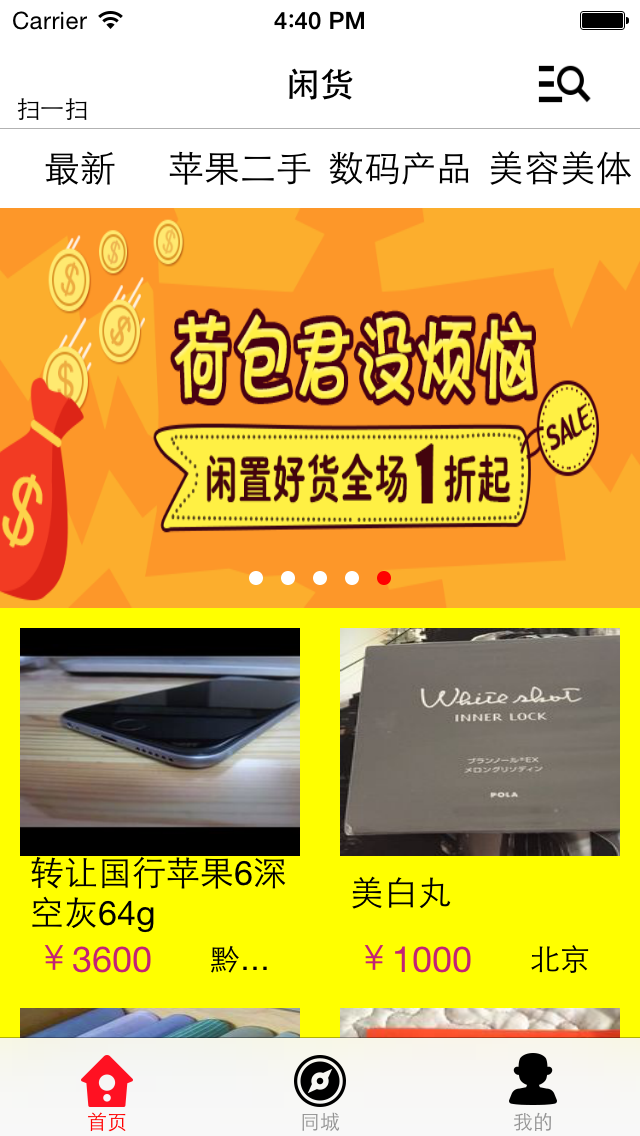 Carrier 4:40 PM
扫一扫
闲货
最新 苹果二手 数码产品 美容美体
荷包君没烦恼
SALE
闲置好货全场1折起
White shot
INNER LOCK
ブランノール®EX
メロングリソディン
POLA
转让国行苹果6深
空灰64g
¥3600 黔...
美白丸
¥1000 北京
首页 同城 我的